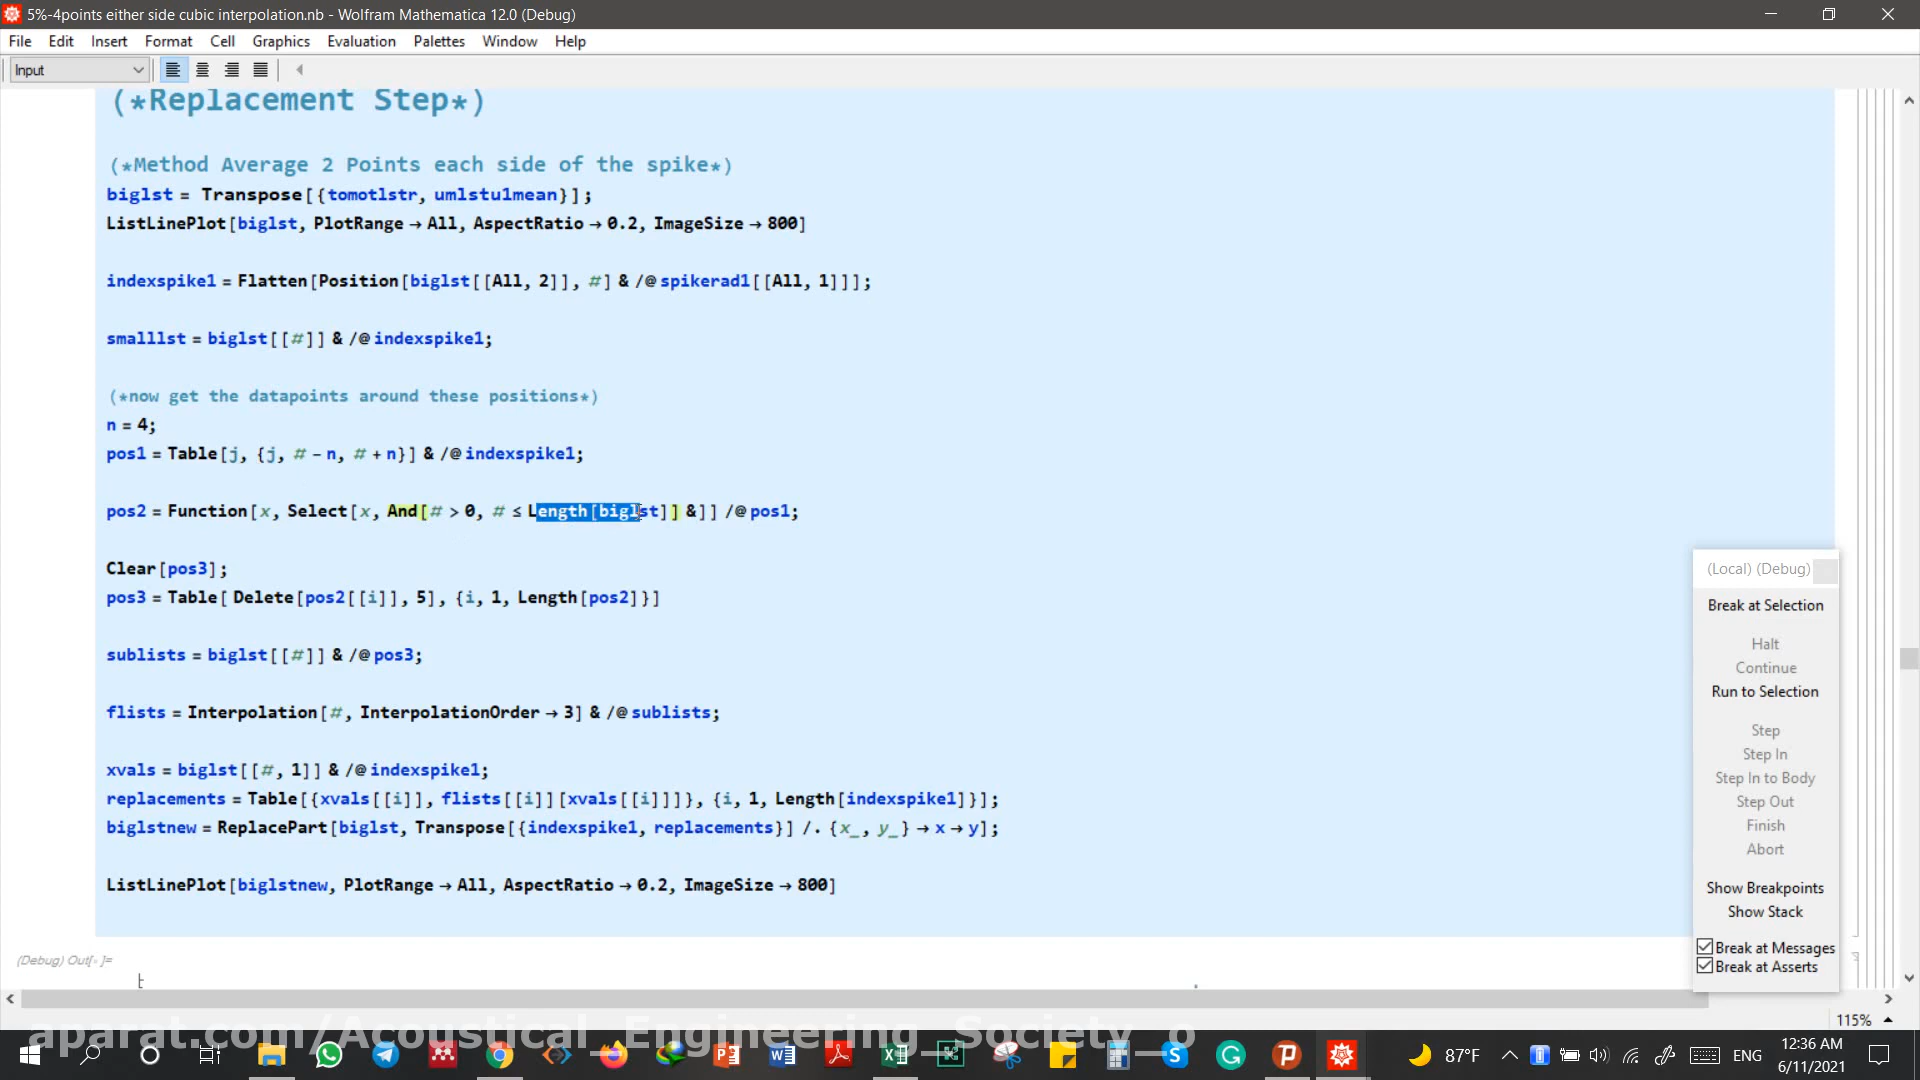 5%-4points either side cubic interpolation.nb - Wolfram Mathematica 12.0 (Debug)
File Edit Insert Format Cell Graphics Evaluation Palettes Window Help
Input
(*Replacement Step*)
(*Method Average 2 Points each side of the spike*)
biglst = Transpose[{tomotlstr, umlstu1mean}];
ListLinePlot[biglst, PlotRange → All, AspectRatio → 0.2, ImageSize → 800]
indexspike1 = Flatten[Position[biglst[[All, 2]], #] & /@ spikerad1[[All, 1]]];
smalllst = biglst[[#]] & /@ indexspike1;
(*now get the datapoints around these positions*)
n = 4;
pos1 = Table[j, {j, # - n, # + n}] & /@ indexspike1;
pos2 = Function[x, Select[x, And[# > 0, # ≤ Length[biglst]] &]] /@ pos1;
Clear[pos3];
pos3 = Table[ Delete[pos2[[i]], 5], {i, 1, Length[pos2]}]
sublists = biglst[[#]] & /@ pos3;
flists = Interpolation[#, InterpolationOrder → 3] & /@ sublists;
xvals = biglst[[#, 1]] & /@ indexspike1;
replacements = Table[{xvals[[i]], flists[[i]][xvals[[i]]]}, {i, 1, Length[indexspike1]}];
biglstnew = ReplacePart[biglst, Transpose[{indexspike1, replacements}] /. {x_, y_} → x → y];
ListLinePlot[biglstnew, PlotRange → All, AspectRatio → 0.2, ImageSize → 800]
(Debug) Out[◦]=
(Local) (Debug)
Break at Selection
Halt
Continue
Run to Selection
Step
Step In
Step In to Body
Step Out
Finish
Abort
Show Breakpoints
Show Stack
Break at Messages
Break at Asserts
115%
aparat.com/Acoustical_Engineering_Society_o
87°F
ENG
12:36 AM
6/11/2021